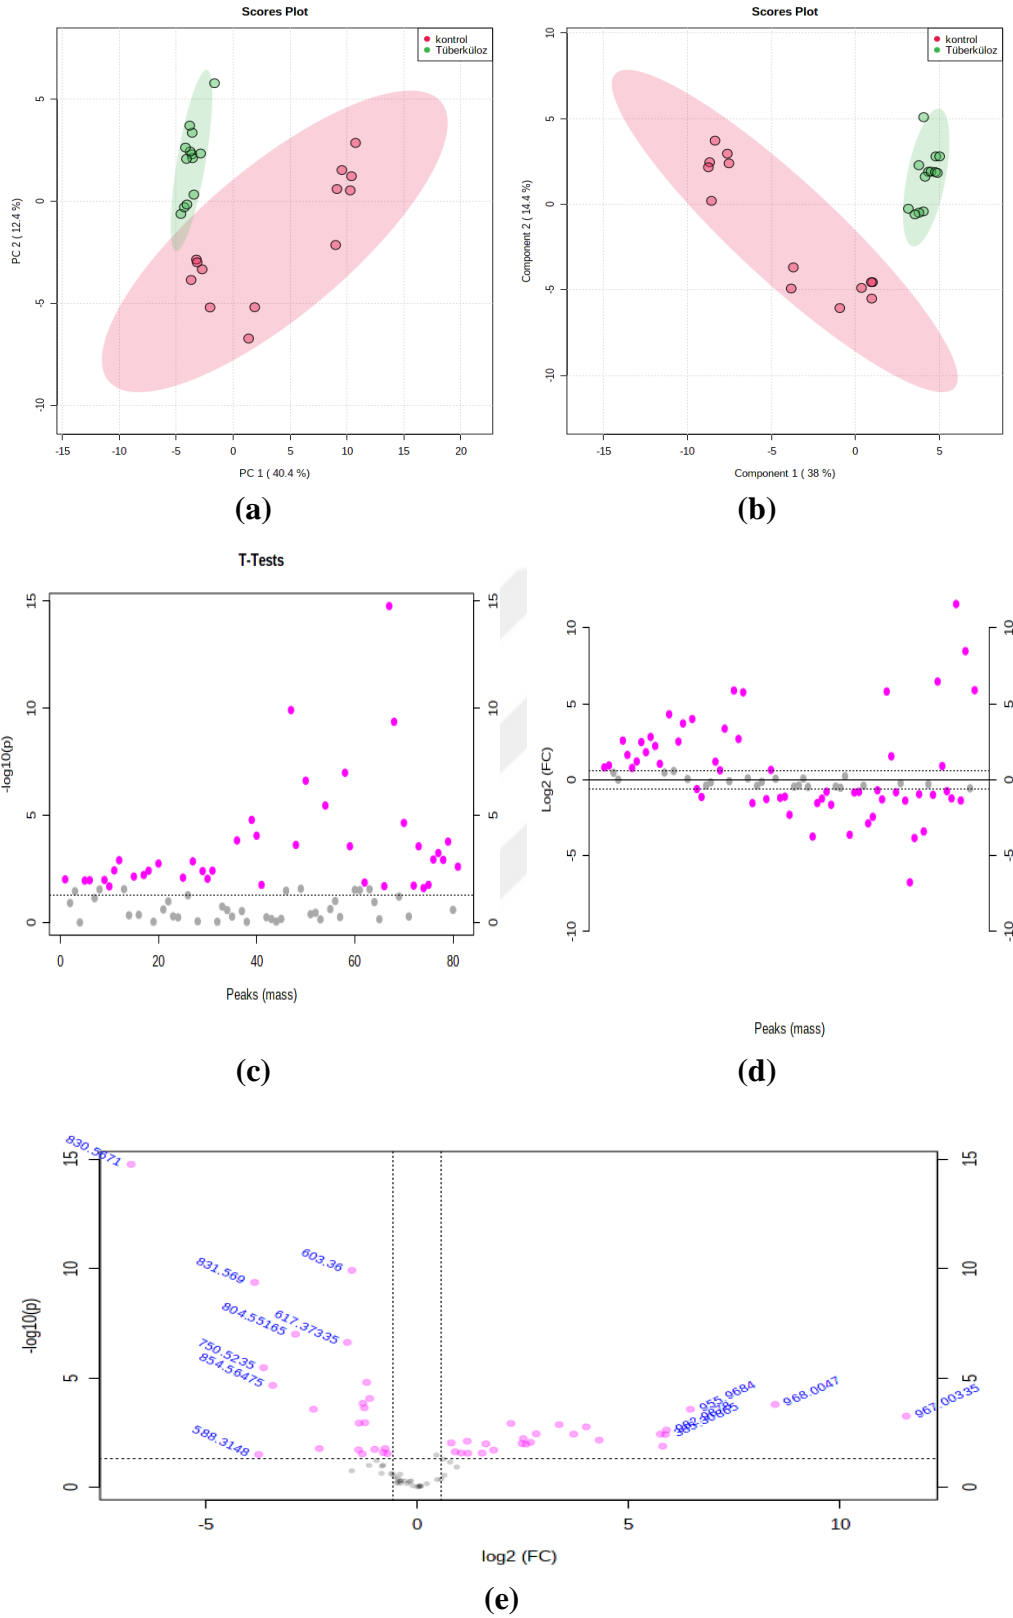 Scores Plot
kontrol
Tüberküloz
PC 2 ( 12.4 %)
5
0
-5
-10
-15 -10 -5 0 5 10 15 20
PC 1 ( 40.4 %)
(a)
Scores Plot
kontrol
Tüberküloz
Component 2 ( 14.4 %)
10
5
0
-5
-10
-15 -10 -5 0 5
Component 1 ( 38 %)
(b)
T-Tests
-log10(p)
15 15
10 10
5 5
0 0
0 20 40 60 80
Peaks (mass)
(c)
Log2 (FC)
10 10
5 5
0 0
-5 -5
-10 -10
Peaks (mass)
(d)
-log10(p)
15 15
10 10
5 5
0 0
830.5671
603.36
831.569
804.55165
617.37335
750.5235
854.56475
588.3148
955.9684
968.0047
967.00335
-5 0 5 10
log2 (FC)
(e)